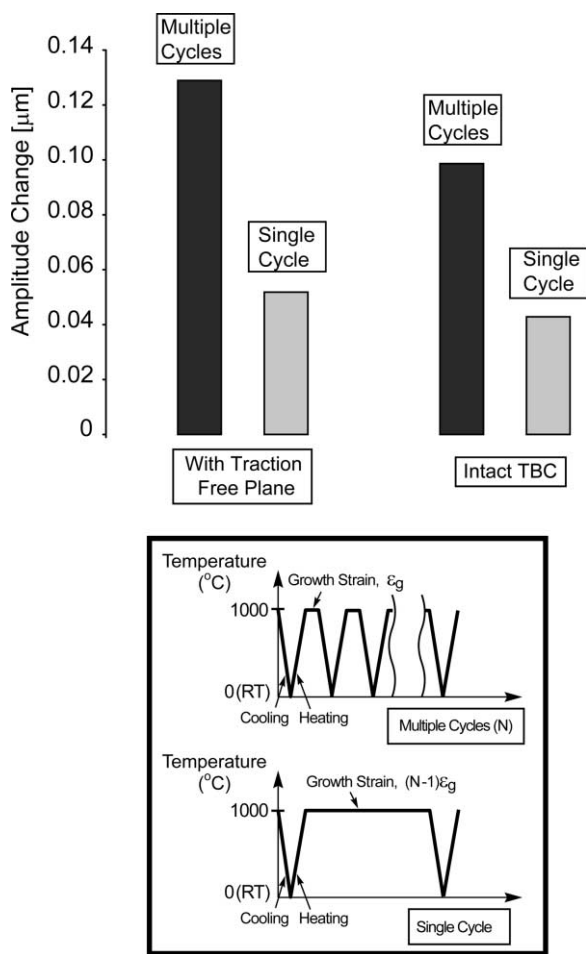 Multiple
Cycles
0.14
0.12
0.10
0.08
0.06
0.04
0.02
0
Amplitude Change [μm]
Single
Cycle
Multiple
Cycles
Single
Cycle
With Traction
Free Plane
Intact TBC
Temperature
(°C)
Growth Strain, εg
1000
0(RT)
Cooling Heating
Multiple Cycles (N)
Temperature
(°C)
Growth Strain, (N-1)εg
1000
0(RT)
Cooling Heating
Single Cycle